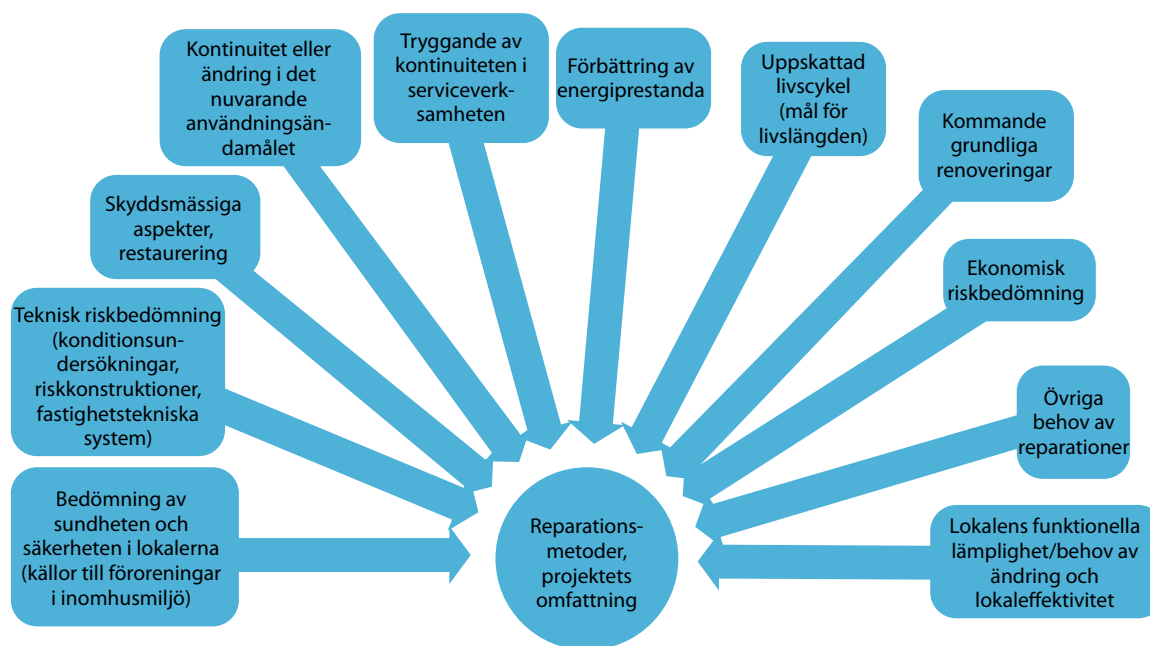 Kontinuitet eller
ändring i det
nuvarande
användningsän-
damålet
Tryggande av
kontinuiteten i
serviceverk-
samheten
Förbättring av
energiprestanda
Uppskattad
livscykel
(mål för
livslängden)
Kommande
grundliga
renoveringar
Skyddsmässiga
aspekter,
restaurering
Ekonomisk
riskbedömning
Teknisk riskbedömning
(konditionsun-
dersökningar,
riskkonstruktioner,
fastighetstekniska
system)
Övriga
behov av
reparationer
Bedömning av
sundheten och
säkerheten i lokalerna
(källor till föroreningar
i inomhusmiljö)
Reparations-
metoder,
projektets
omfattning
Lokalens funktionella
lämplighet/behov av
ändring och
lokaleffektivitet